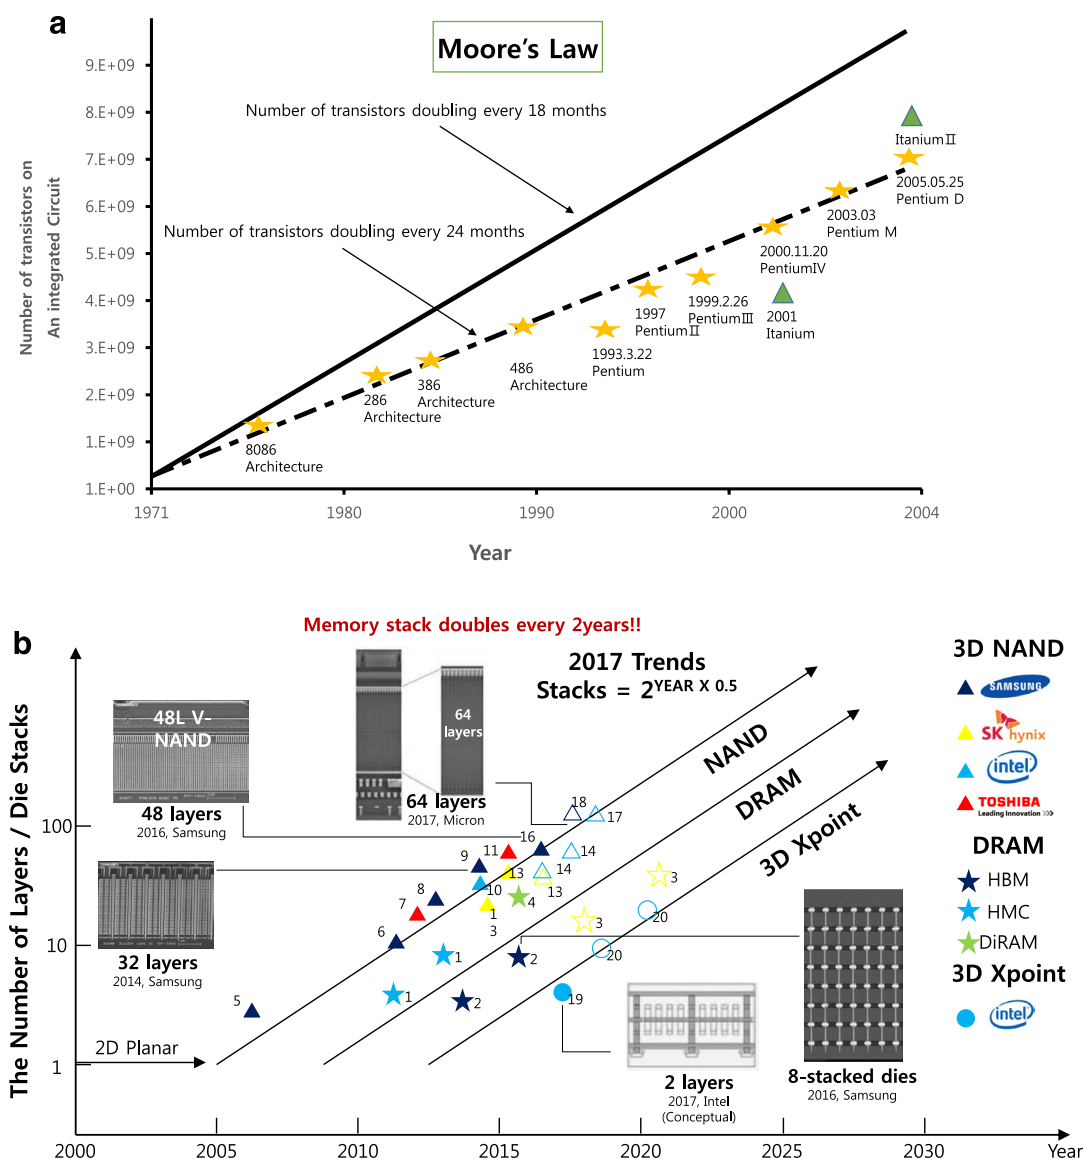 a
Moore's Law
9.E+09
8.E+09
7.E+09
6.E+09
5.E+09
4.E+09
3.E+09
2.E+09
1.E+09
1.E+00
Number of transistors on
An integrated Circuit
Number of transistors doubling every 18 months
Number of transistors doubling every 24 months
8086
Architecture
286
Architecture
386
Architecture
486
Architecture
1993.3.22
Pentium
1997
PentiumⅡ
1999.2.26
PentiumⅢ
2000.11.20
PentiumⅣ
2001
Itanium
2003.03
Pentium M
ItaniumⅡ
2005.05.25
Pentium D
1971
1980
1990
2000
2004
Year
b
Memory stack doubles every 2years!!
2017 Trends
Stacks = 2YEAR X 0.5
The Number of Layers / Die Stacks
100
10
1
2D Planar
48L V-
NAND
48 layers
2016, Samsung
64
layers
64 layers
2017, Micron
32 layers
2014, Samsung
NAND
DRAM
3D Xpoint
5
6
7
8
9
10
11
13
16
18
17
14
14
13
1
3
4
1
1
2
2
3
3
20
20
19
2 layers
2017, Intel
(Conceptual)
8-stacked dies
2016, Samsung
3D NAND
SAMSUNG
SK hynix
intel
TOSHIBA
Leading Innovation >>>
DRAM
HBM
HMC
DiRAM
3D Xpoint
intel
2000
2005
2010
2015
2020
2025
2030
Year